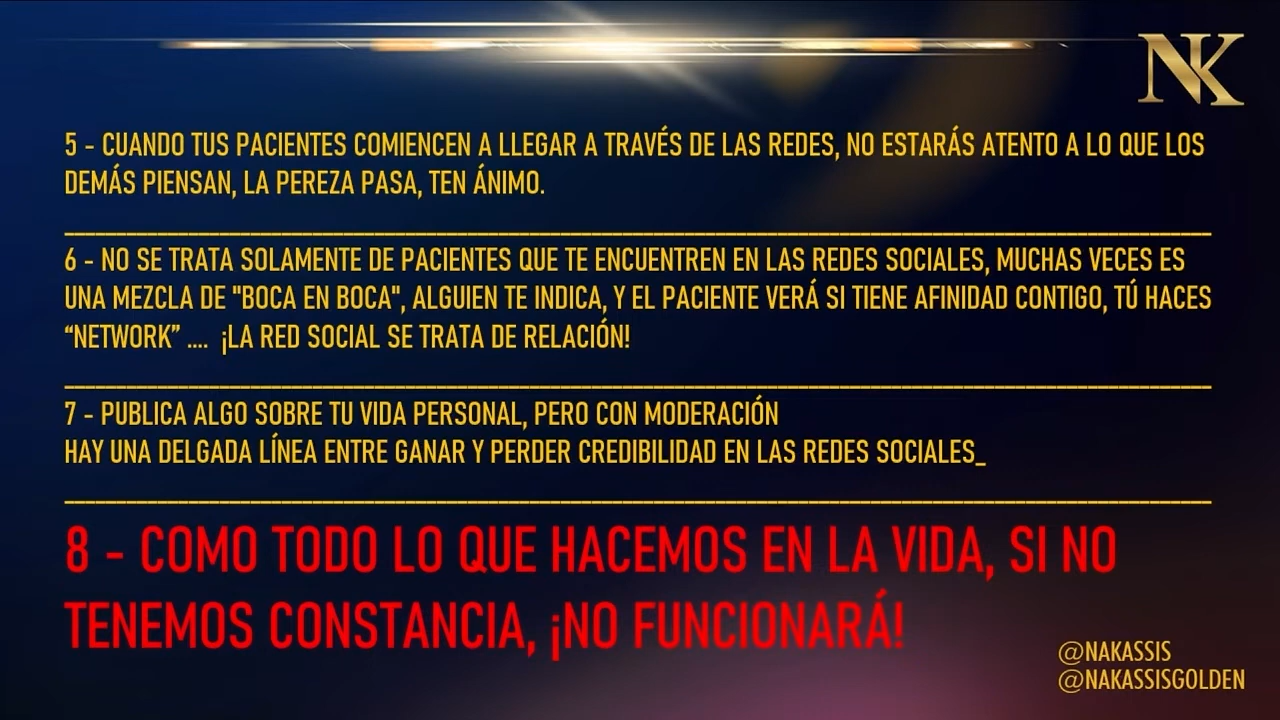 NK
5 - CUANDO TUS PACIENTES COMIENCEN A LLEGAR A TRAVÉS DE LAS REDES, NO ESTARÁS ATENTO A LO QUE LOS
DEMÁS PIENSAN, LA PEREZA PASA, TEN ÁNIMO.
6 - NO SE TRATA SOLAMENTE DE PACIENTES QUE TE ENCUENTREN EN LAS REDES SOCIALES, MUCHAS VECES ES
UNA MEZCLA DE "BOCA EN BOCA", ALGUIEN TE INDICA, Y EL PACIENTE VERÁ SI TIENE AFINIDAD CONTIGO, TÚ HACES
“NETWORK” .... ¡LA RED SOCIAL SE TRATA DE RELACIÓN!
7 - PUBLICA ALGO SOBRE TU VIDA PERSONAL, PERO CON MODERACIÓN
HAY UNA DELGADA LÍNEA ENTRE GANAR Y PERDER CREDIBILIDAD EN LAS REDES SOCIALES_
8 - COMO TODO LO QUE HACEMOS EN LA VIDA, SI NO
TENEMOS CONSTANCIA, ¡NO FUNCIONARÁ!
@NAKASSIS
@NAKASSISGOLDEN